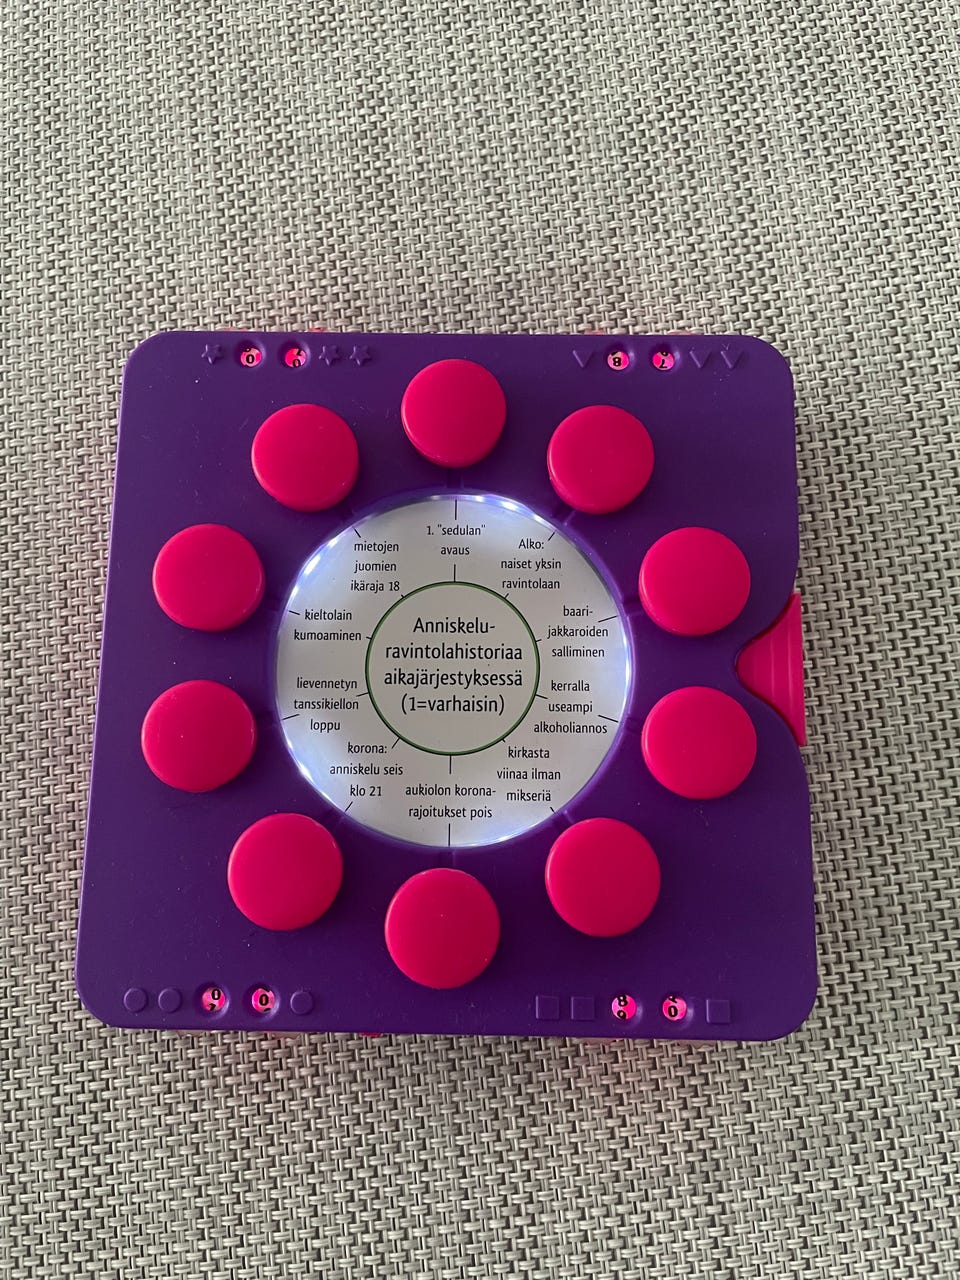 Anniskelu-
ravintolahistoriaa
aikajärjestyksessä
(1=varhaisin)
1. "sedulan"
avaus
Alko:
naiset yksin
ravintolaan
baari-
jakkaroiden
salliminen
kerralla
useampi
alkoholiannos
kirkasta
viinaa ilman
mikseriä
aukiolon korona-
rajoitukset pois
korona:
anniskelu seis
klo 21
lievennetyn
tanssikiellon
loppu
kieltolain
kumoaminen
mietojen
juomien
ikäraja 18